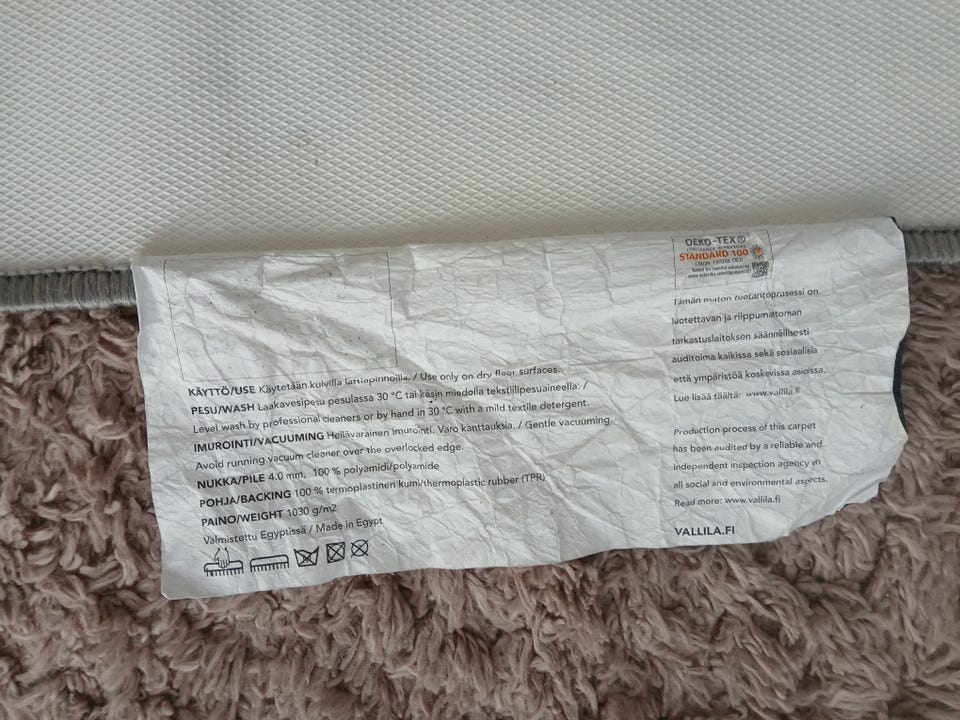 KÄYTTÖ/USE Käytetään kuivilla lattiapinnoilla. / Use only on dry floor surfaces.
PESU/WASH Laakavesipesu pesulassa 30 °C tai käsin miedolla tekstiilipesuaineella. /
Level wash by professional cleaners or by hand in 30 °C with a mild textile detergent.
IMUROINTI/VACUUMING Hellävarainen imurointi. Varo kanttauksia. / Gentle vacuuming
Avoid running vacuum cleaner over the overlocked edge.
NUKKA/PILE 4.0 mm, 100 % polyamidi/polyamide
POHJA/BACKING 100 % termoplastinen kumi/thermoplastic rubber (TPR)
PAINO/WEIGHT 1030 g/m2
Valmistettu Egyptissä / Made in Egypt
OEKO-TEX®
STANDARD 100
Tämän maton tuotantoprosessi on
luotettavan ja riippumattoman
tarkastuslaitoksen säännöllisesti
auditoima kaikissa sekä sosiaalisia
että ympäristöä koskevissa asioissa.
Lue lisää täältä: www.vallila.fi
Production process of this carpet
has been audited by a reliable and
independent inspection agency in
all social and environmental aspects.
Read more: www.vallila.fi
VALLILA.FI